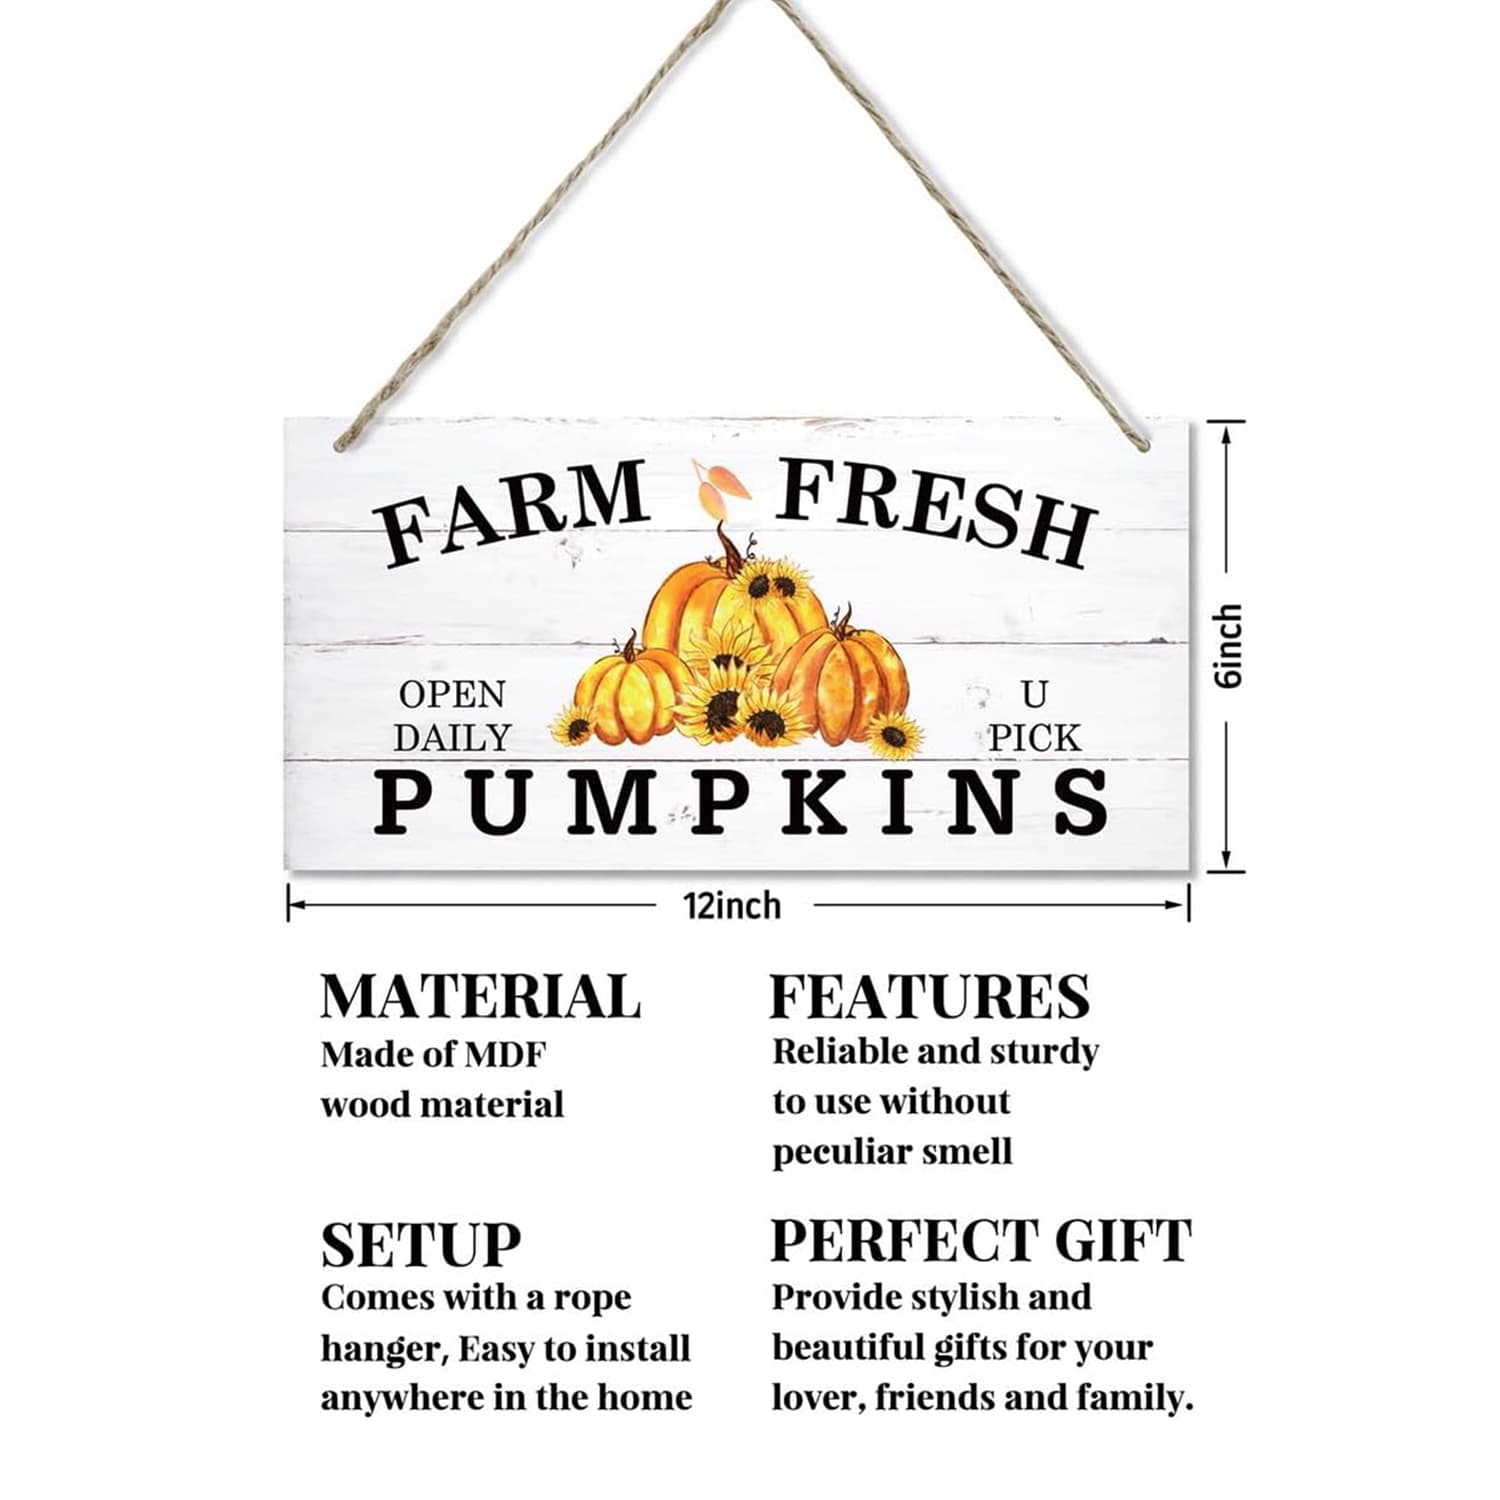 FARM FRESH
OPEN
DAILY
U
PICK
PUMPKINS
6inch
12inch
MATERIAL
Made of MDF
wood material
FEATURES
Reliable and sturdy
to use without
peculiar smell
SETUP
Comes with a rope
hanger, Easy to install
anywhere in the home
PERFECT GIFT
Provide stylish and
beautiful gifts for your
lover, friends and family.